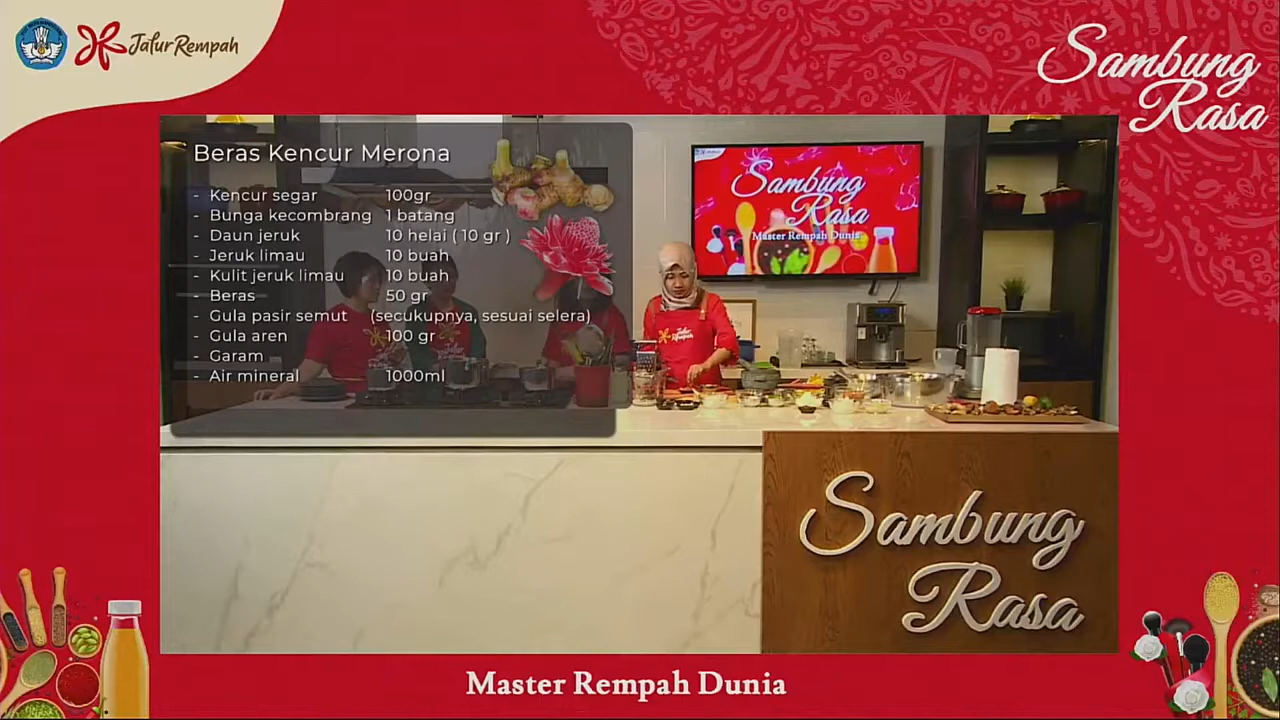 Jalur Rempah
Sambung
Rasa
Beras Kencur Merona
- Kencur segar 100gr
- Bunga kecombrang 1 batang
- Daun jeruk 10 helai ( 10 gr )
- Jeruk limau 10 buah
- Kulit jeruk limau 10 buah
- Beras 50 gr
- Gula pasir semut (secukupnya, sesuai selera)
- Gula aren 100 gr
- Garam
- Air mineral 1000ml
Sambung
Rasa
Master Rempah Dunia
Jalur
Rempah
Sambung
Rasa
Master Rempah Dunia